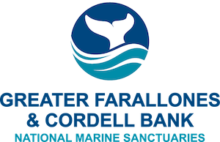 GREATER FARALLONES
& CORDELL BANK
NATIONAL MARINE SANCTUARIES